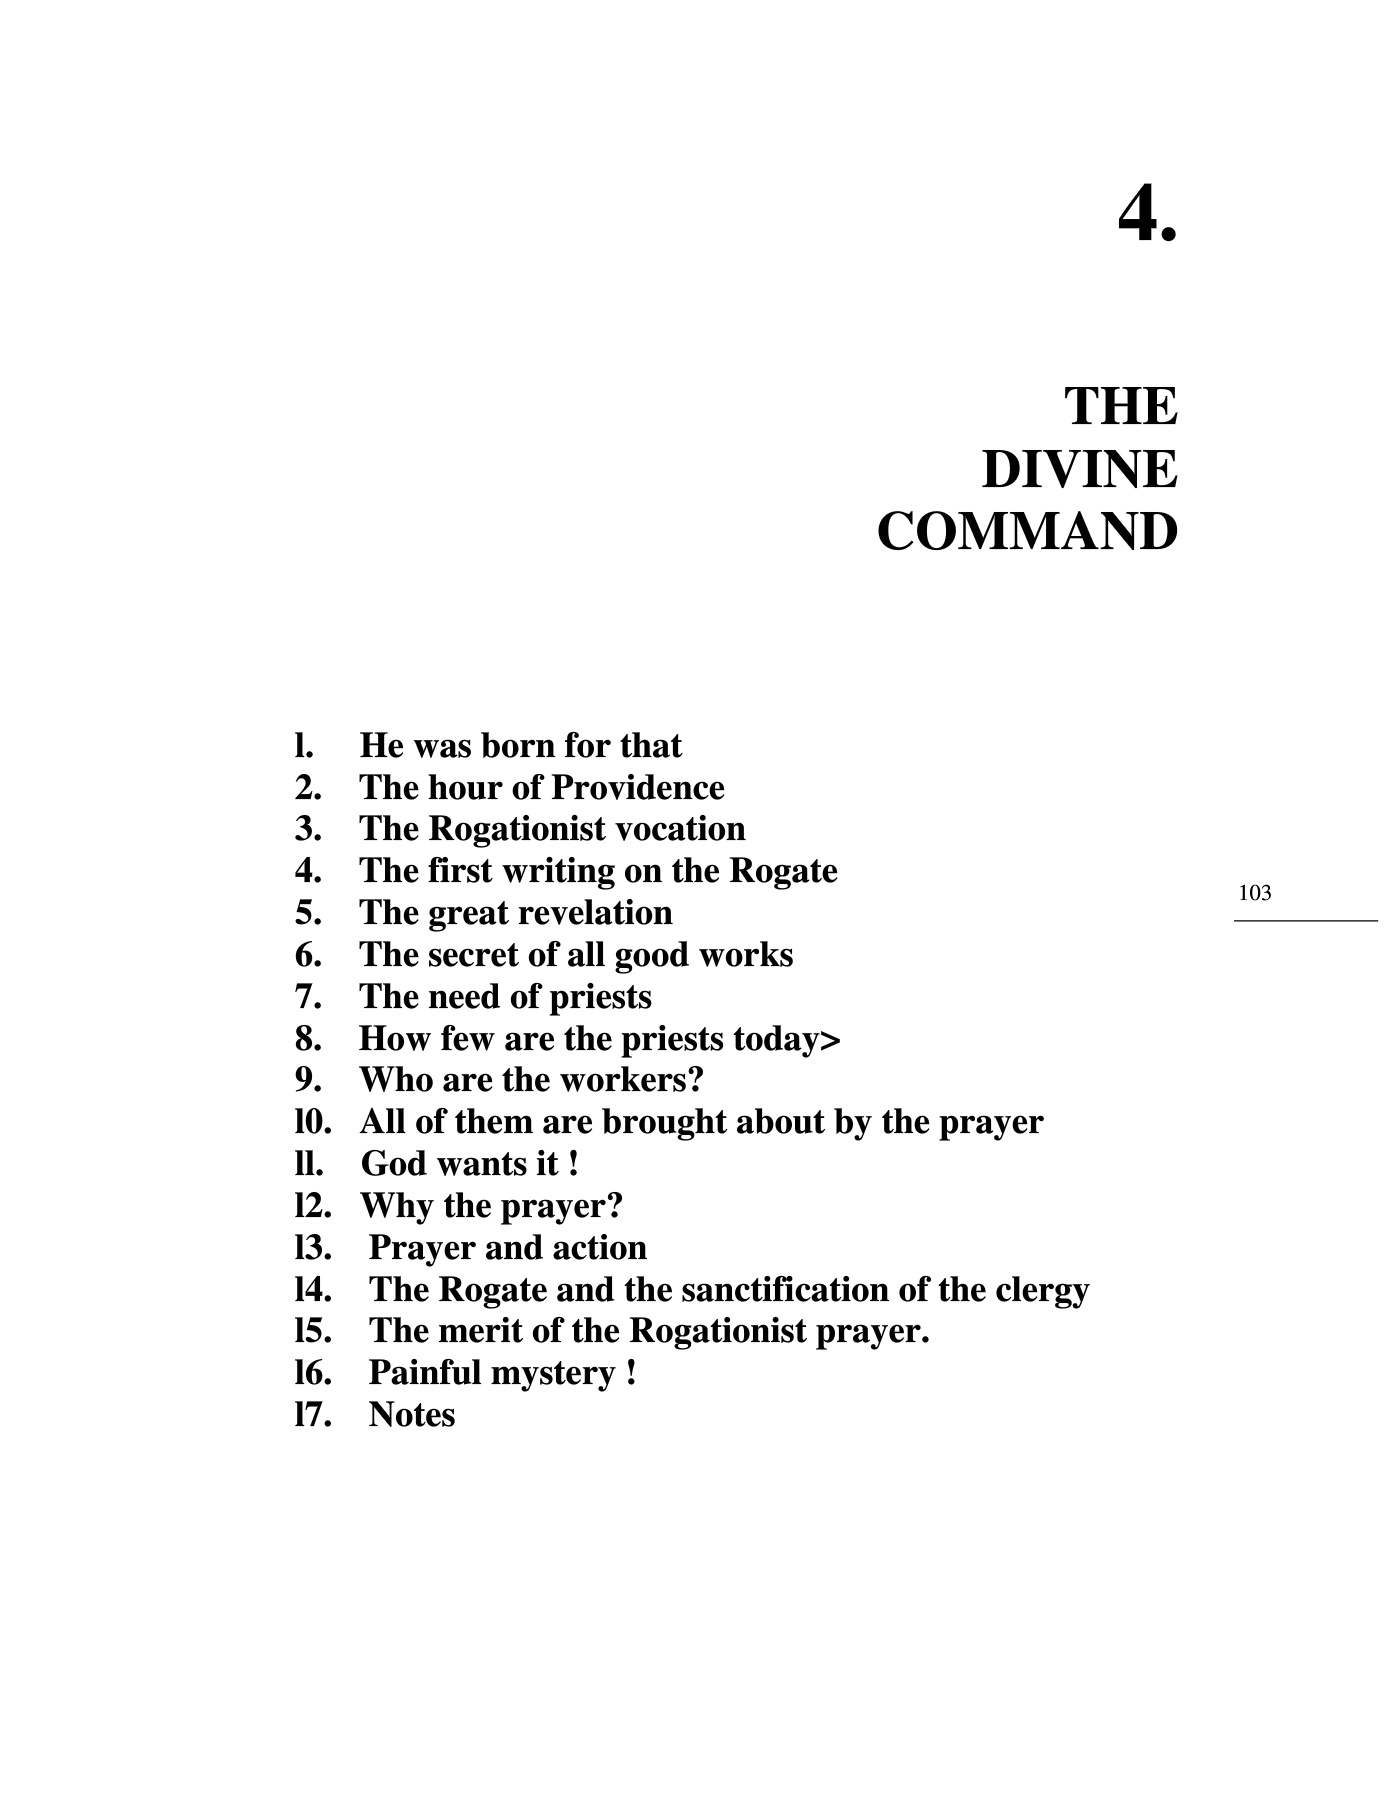 4.
THE
DIVINE
COMMAND
l. He was born for that
2. The hour of Providence
3. The Rogationist vocation
4. The first writing on the Rogate
103
5. The great revelation
6. The secret of all good works
7. The need of priests
8. How few are the priests today>
9. Who are the workers?
l0. All of them are brought about by the prayer
ll. God wants it !
l2. Why the prayer?
l3. Prayer and action
l4. The Rogate and the sanctification of the clergy
l5. The merit of the Rogationist prayer.
l6. Painful mystery !
l7. Notes